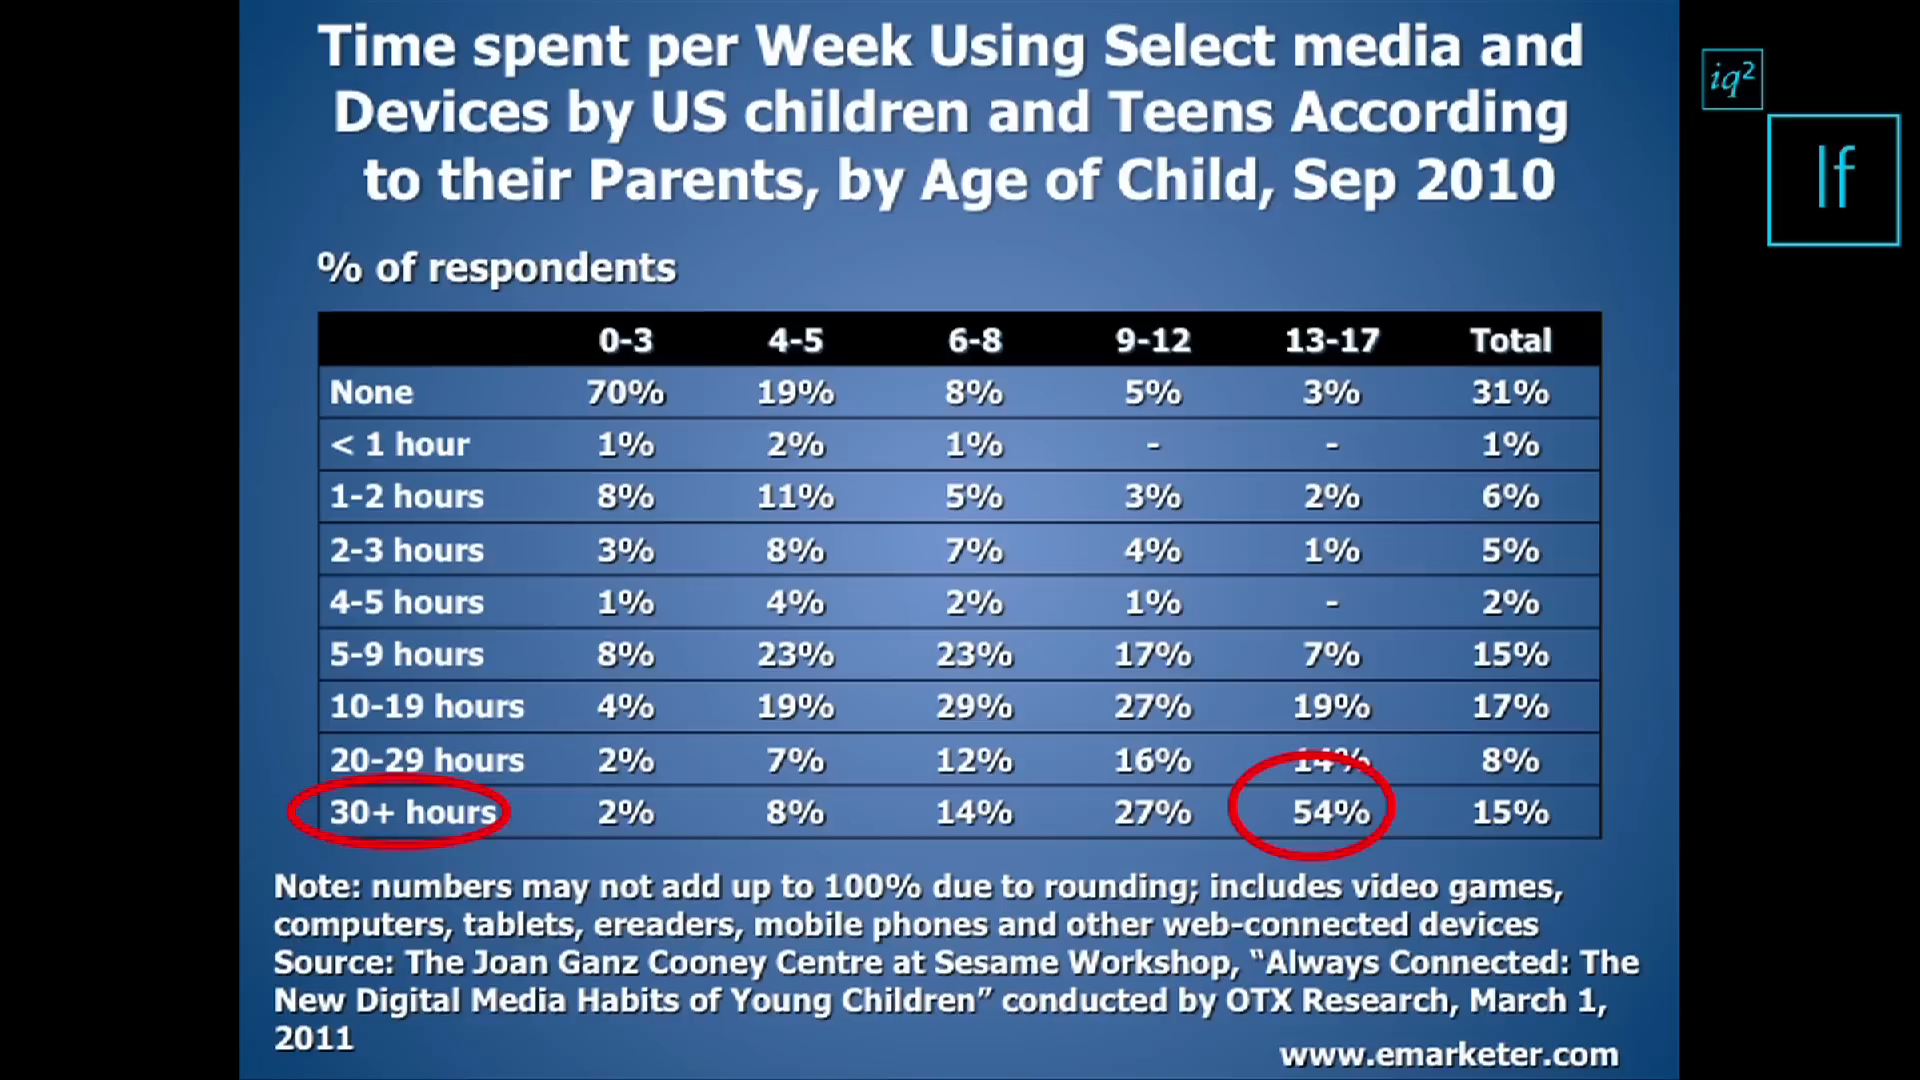 Time spent per Week Using Select media and
Devices by US children and Teens According
to their Parents, by Age of Child, Sep 2010
iq²
If
% of respondents
0-3 4-5 6-8 9-12 13-17 Total
None 70% 19% 8% 5% 3% 31%
< 1 hour 1% 2% 1% - - 1%
1-2 hours 8% 11% 5% 3% 2% 6%
2-3 hours 3% 8% 7% 4% 1% 5%
4-5 hours 1% 4% 2% 1% - 2%
5-9 hours 8% 23% 23% 17% 7% 15%
10-19 hours 4% 19% 29% 27% 19% 17%
20-29 hours 2% 7% 12% 16% 14% 8%
30+ hours 2% 8% 14% 27% 54% 15%
Note: numbers may not add up to 100% due to rounding; includes video games,
computers, tablets, ereaders, mobile phones and other web-connected devices
Source: The Joan Ganz Cooney Centre at Sesame Workshop, “Always Connected: The
New Digital Media Habits of Young Children” conducted by OTX Research, March 1,
2011
www.emarketer.com